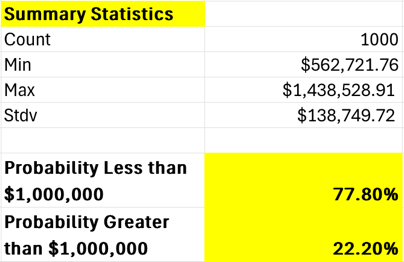 Summary Statistics
Count 1000
Min $562,721.76
Max $1,438,528.91
Stdv $138,749.72
Probability Less than
$1,000,000 77.80%
Probability Greater
than $1,000,000 22.20%